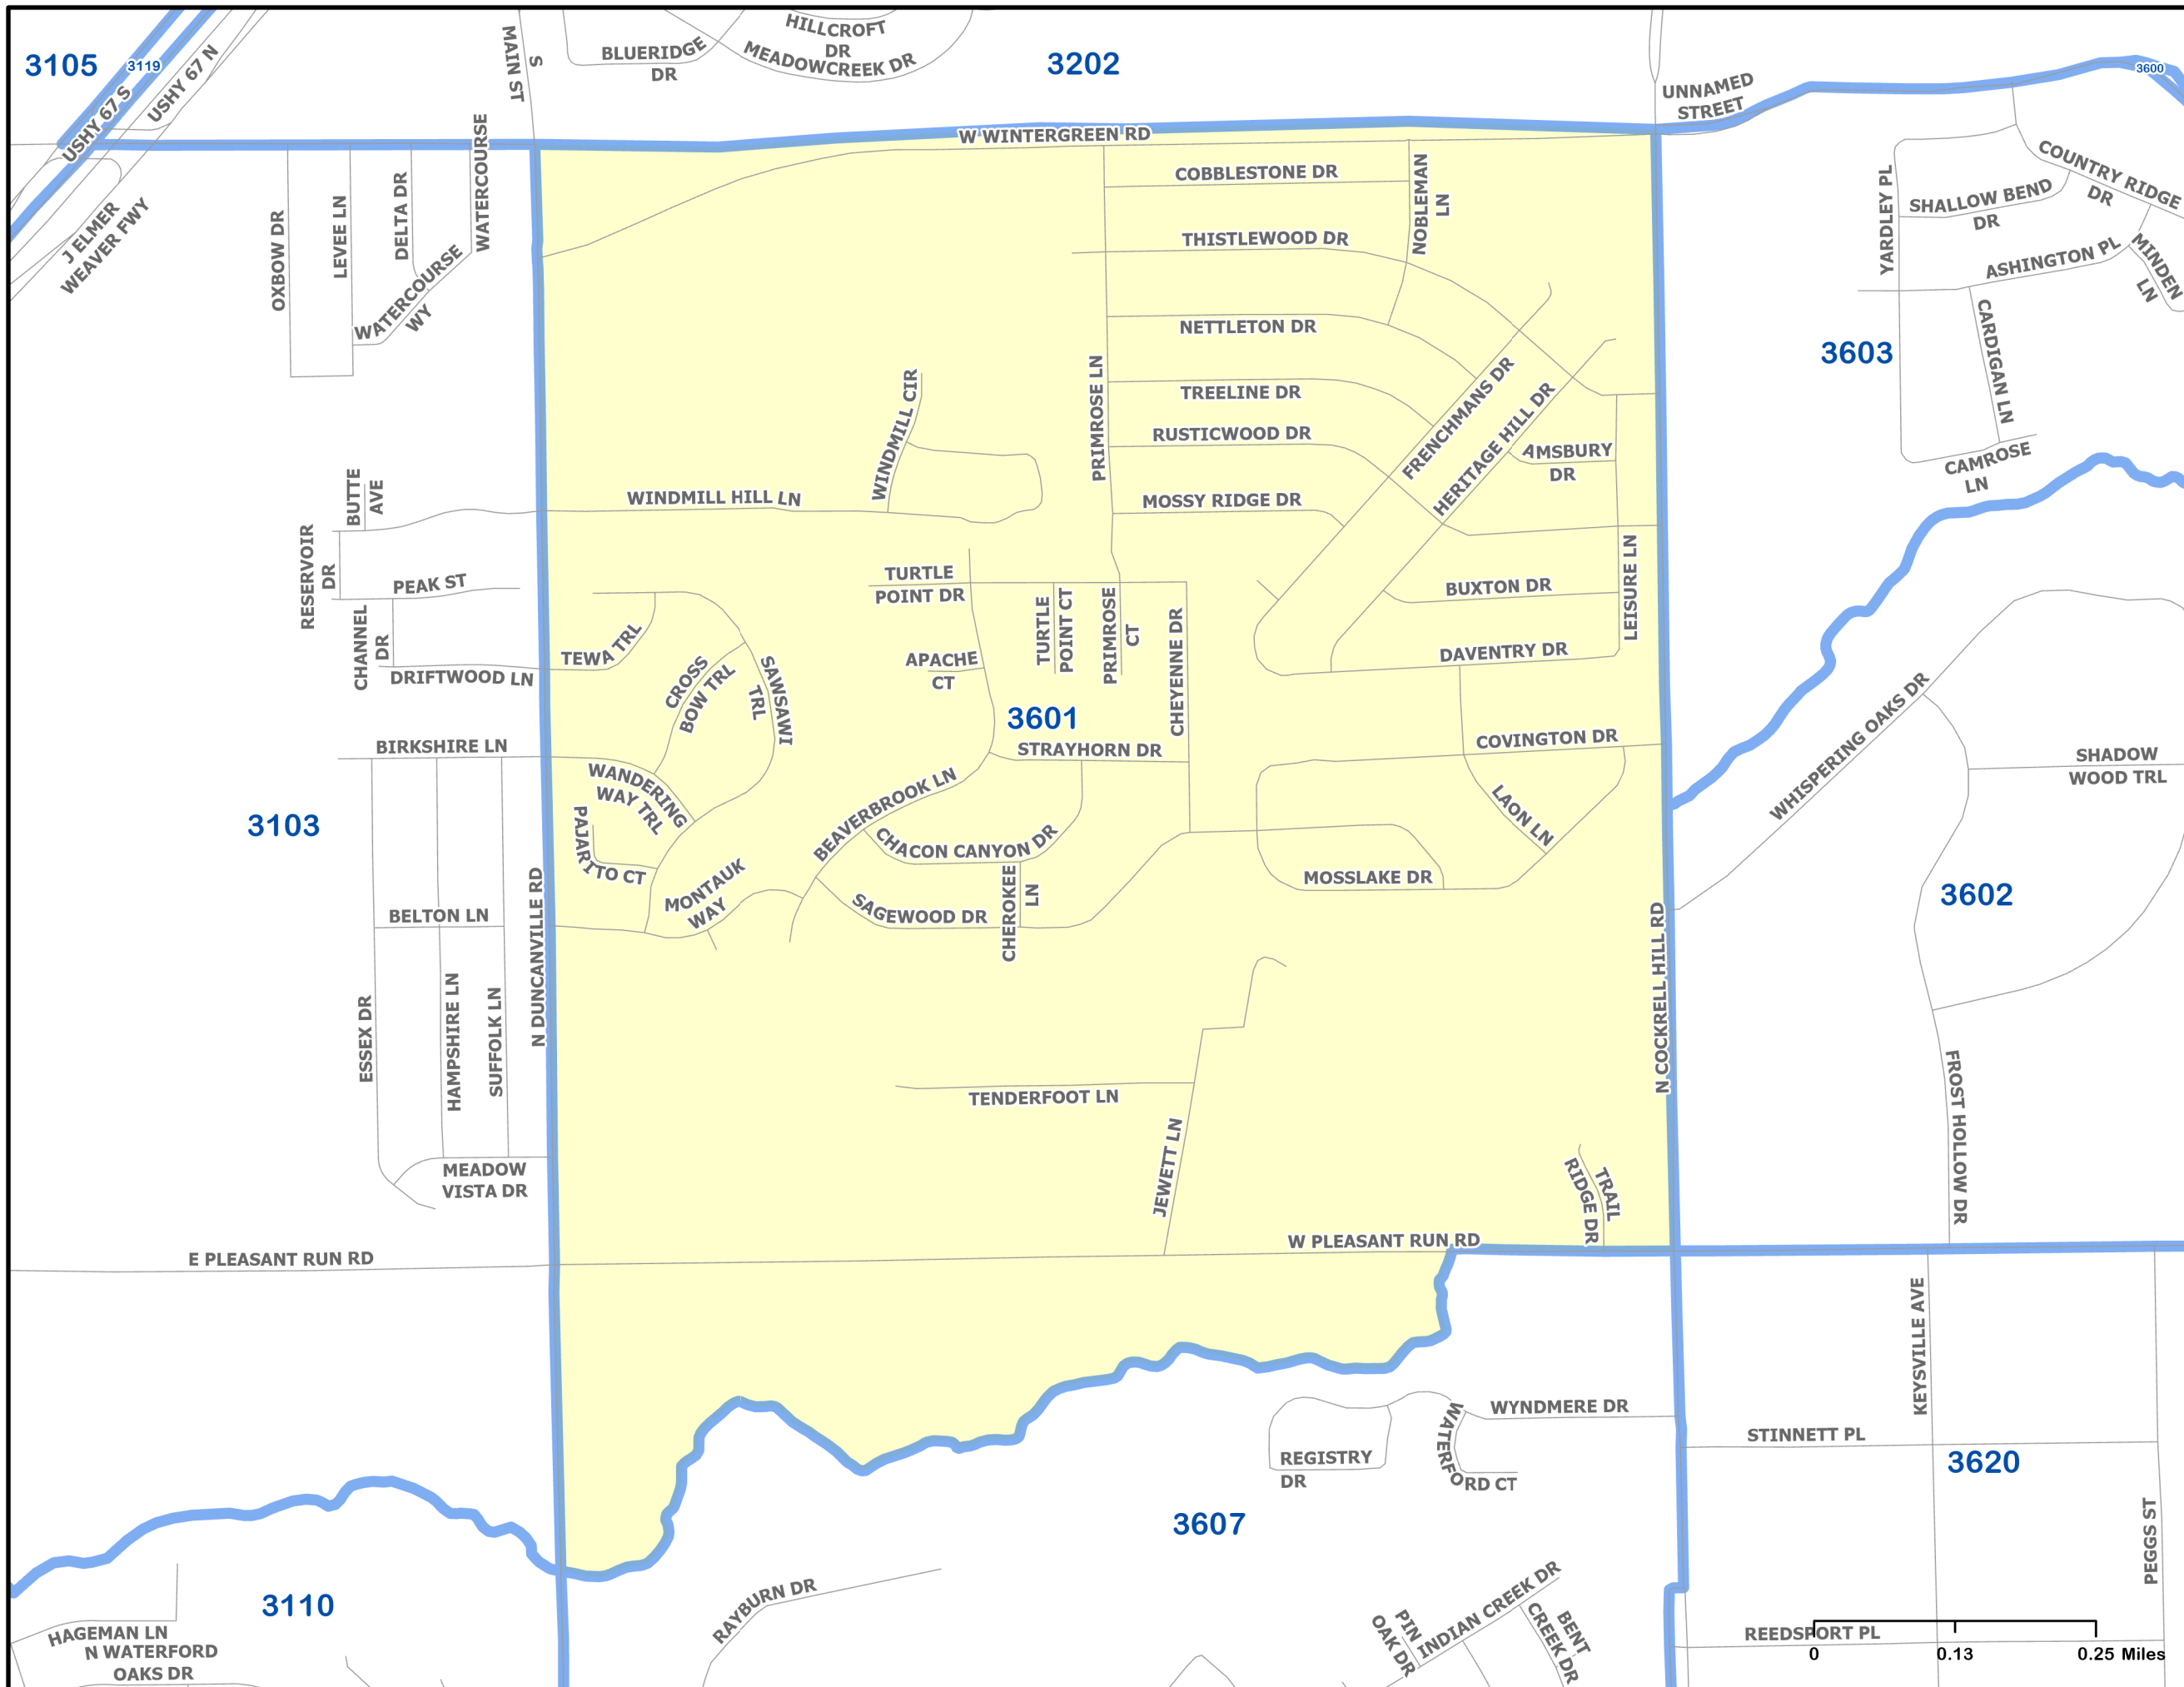 3105
3119
USHY 67 S
USHY 67 N
S
MAIN ST
BLUERIDGE
DR
HILLCROFT
DR
MEADOWCREEK DR
3202
UNNAMED
STREET
3600
W WINTERGREEN RD
J ELMER
WEAVER FWY
OXBOW DR
LEVEE LN
DELTA DR
WATERCOURSE
WATERCOURSE
WY
COBBLESTONE DR
NOBLEMAN
LN
THISTLEWOOD DR
NETTLETON DR
PRIMROSE LN
TREELINE DR
RUSTICWOOD DR
MOSSY RIDGE DR
FRENCHMANS DR
HERITAGE HILL DR
AMSBURY
DR
YARDLEY PL
SHALLOW BEND
DR
COUNTRY RIDGE
DR
ASHINGTON PL
MINDEN
LN
CARDIGAN LN
3603
CAMROSE
LN
WINDMILL CIR
WINDMILL HILL LN
BUTTE
AVE
RESERVOIR
DR
PEAK ST
CHANNEL
DR
DRIFTWOOD LN
TEWA TRL
CROSS
BOW TRL
SAWSAWI
TRL
TURTLE
POINT DR
TURTLE
POINT CT
PRIMROSE
CT
CHEYENNE DR
APACHE
CT
3601
STRAYHORN DR
BUXTON DR
LEISURE LN
DAVENTRY DR
COVINGTON DR
LAON LN
MOSSLAKE DR
WHISPERING OAKS DR
SHADOW
WOOD TRL
3602
BIRKSHIRE LN
WANDERING
WAY TRL
PAJARITO CT
MONTAUK
WAY
BEAVERBROOK LN
CHACON CANYON DR
CHEROKEE
LN
SAGEWOOD DR
3103
BELTON LN
ESSEX DR
HAMPSHIRE LN
SUFFOLK LN
N DUNCANVILLE RD
N COCKRELL HILL RD
MEADOW
VISTA DR
TENDERFOOT LN
JEWETT LN
TRAIL
RIDGE DR
FROST HOLLOW DR
E PLEASANT RUN RD
W PLEASANT RUN RD
KEYSVILLE AVE
WYNDMERE DR
WATERFORD CT
REGISTRY
DR
STINNETT PL
3620
3607
PEGGS ST
3110
HAGEMAN LN
N WATERFORD
OAKS DR
RAYBURN DR
PIN
OAK DR
INDIAN CREEK DR
BENT
CREEK DR
REEDSPORT PL
0 0.13 0.25 Miles